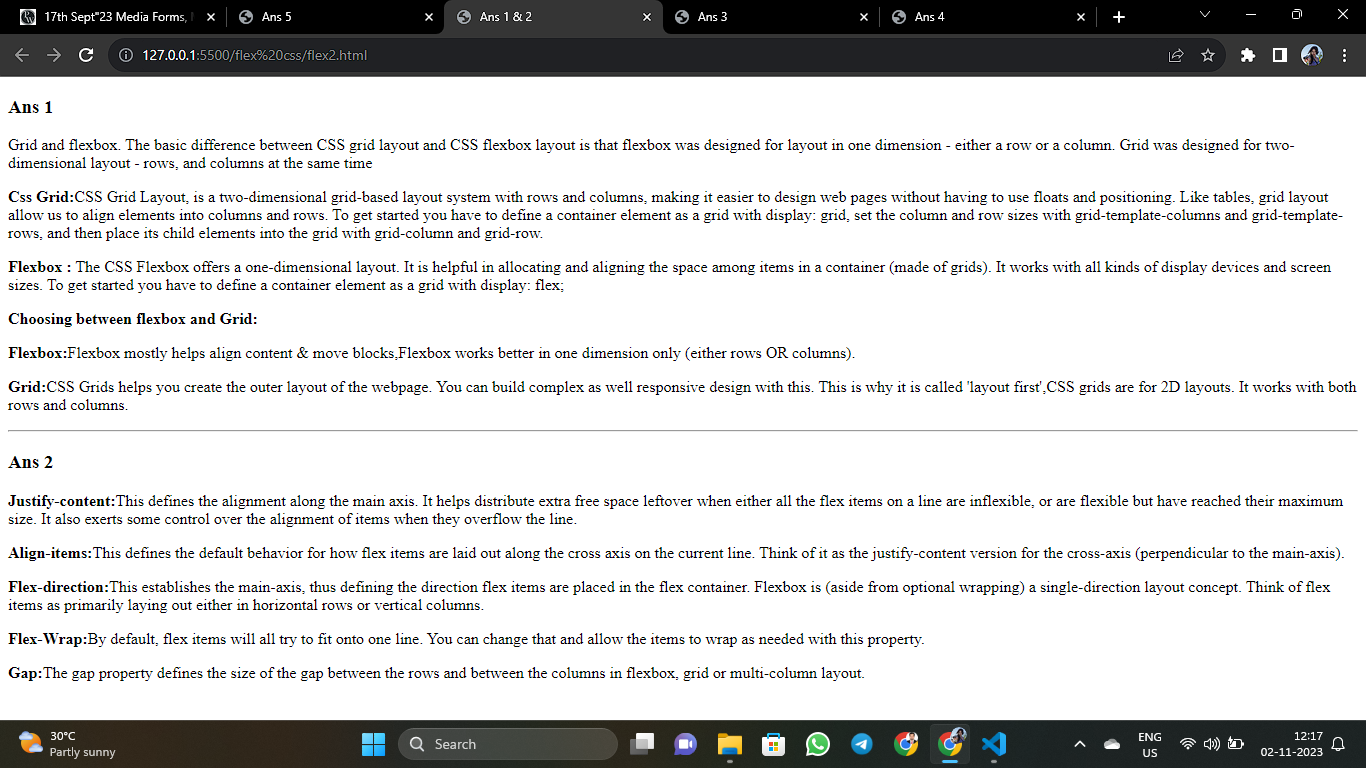 17th Sept"23 Media Forms,
Ans 5
Ans 1 & 2
Ans 3
Ans 4
127.0.0.1:5500/flex%20css/flex2.html
Ans 1
Grid and flexbox. The basic difference between CSS grid layout and CSS flexbox layout is that flexbox was designed for layout in one dimension - either a row or a column. Grid was designed for two-
dimensional layout - rows, and columns at the same time
Css Grid:CSS Grid Layout, is a two-dimensional grid-based layout system with rows and columns, making it easier to design web pages without having to use floats and positioning. Like tables, grid layout
allow us to align elements into columns and rows. To get started you have to define a container element as a grid with display: grid, set the column and row sizes with grid-template-columns and grid-template-
rows, and then place its child elements into the grid with grid-column and grid-row.
Flexbox : The CSS Flexbox offers a one-dimensional layout. It is helpful in allocating and aligning the space among items in a container (made of grids). It works with all kinds of display devices and screen
sizes. To get started you have to define a container element as a grid with display: flex;
Choosing between flexbox and Grid:
Flexbox:Flexbox mostly helps align content & move blocks,Flexbox works better in one dimension only (either rows OR columns).
Grid:CSS Grids helps you create the outer layout of the webpage. You can build complex as well responsive design with this. This is why it is called 'layout first',CSS grids are for 2D layouts. It works with both
rows and columns.
Ans 2
Justify-content:This defines the alignment along the main axis. It helps distribute extra free space leftover when either all the flex items on a line are inflexible, or are flexible but have reached their maximum
size. It also exerts some control over the alignment of items when they overflow the line.
Align-items:This defines the default behavior for how flex items are laid out along the cross axis on the current line. Think of it as the justify-content version for the cross-axis (perpendicular to the main-axis).
Flex-direction:This establishes the main-axis, thus defining the direction flex items are placed in the flex container. Flexbox is (aside from optional wrapping) a single-direction layout concept. Think of flex
items as primarily laying out either in horizontal rows or vertical columns.
Flex-Wrap:By default, flex items will all try to fit onto one line. You can change that and allow the items to wrap as needed with this property.
Gap:The gap property defines the size of the gap between the rows and between the columns in flexbox, grid or multi-column layout.
30°C
Partly sunny
Search
ENG
US
12:17
02-11-2023